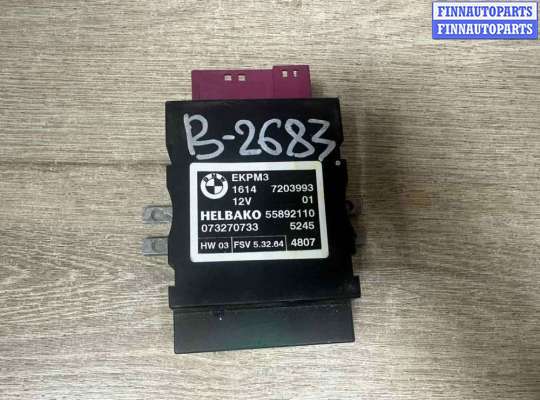 FINNAUTOPARTS
FINNAUTOPARTS
B-2683.
BMW
EKPM3
1614 7203993
12V 01
HELBAKO 55892110
073270733 5245
HW 03 FSV 5.32.64 4807